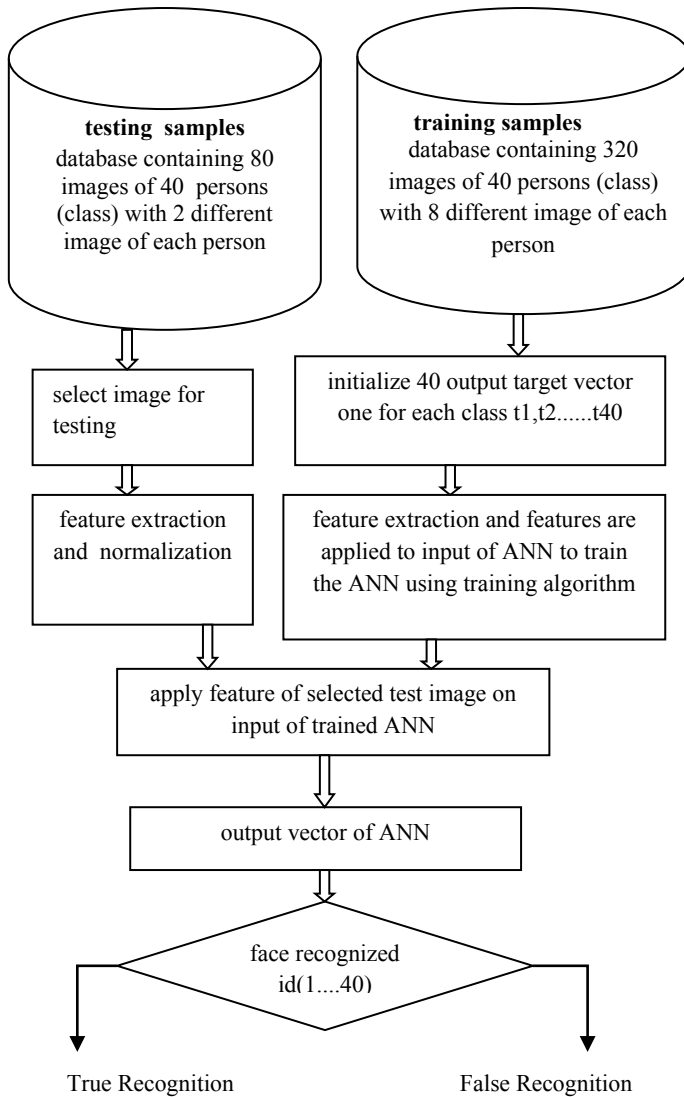 testing samples
database containing 80
images of 40 persons
(class) with 2 different
image of each person
training samples
database containing 320
images of 40 persons (class)
with 8 different image of each
person
select image for
testing
initialize 40 output target vector
one for each class t1,t2......t40
feature extraction
and normalization
feature extraction and features are
applied to input of ANN to train
the ANN using training algorithm
apply feature of selected test image on
input of trained ANN
output vector of ANN
face recognized
id(1....40)
True Recognition
False Recognition